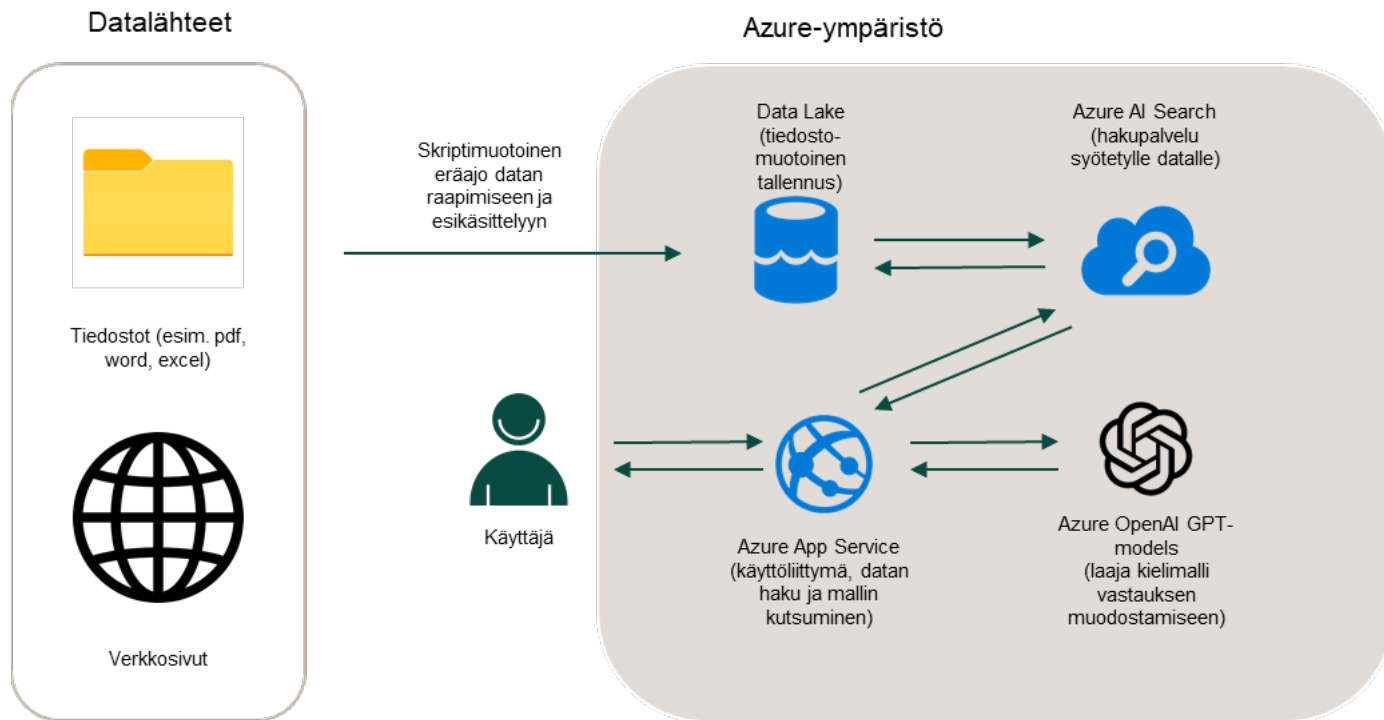 Datalähteet
Azure-ympäristö
Skriptimuotoinen
eräajo datan
raapimiseen ja
esikäsittelyyn
Data Lake
(tiedosto-
muotoinen
tallennus)
Azure AI Search
(hakupalvelu
syötetylle datalle)
Tiedostot (esim. pdf,
word, excel)
Käyttäjä
Azure App Service
(käyttöliittymä, datan
haku ja mallin
kutsuminen)
Azure OpenAI GPT-
models
(laaja kielimalli
vastauksen
muodostamiseen)
Verkkosivut